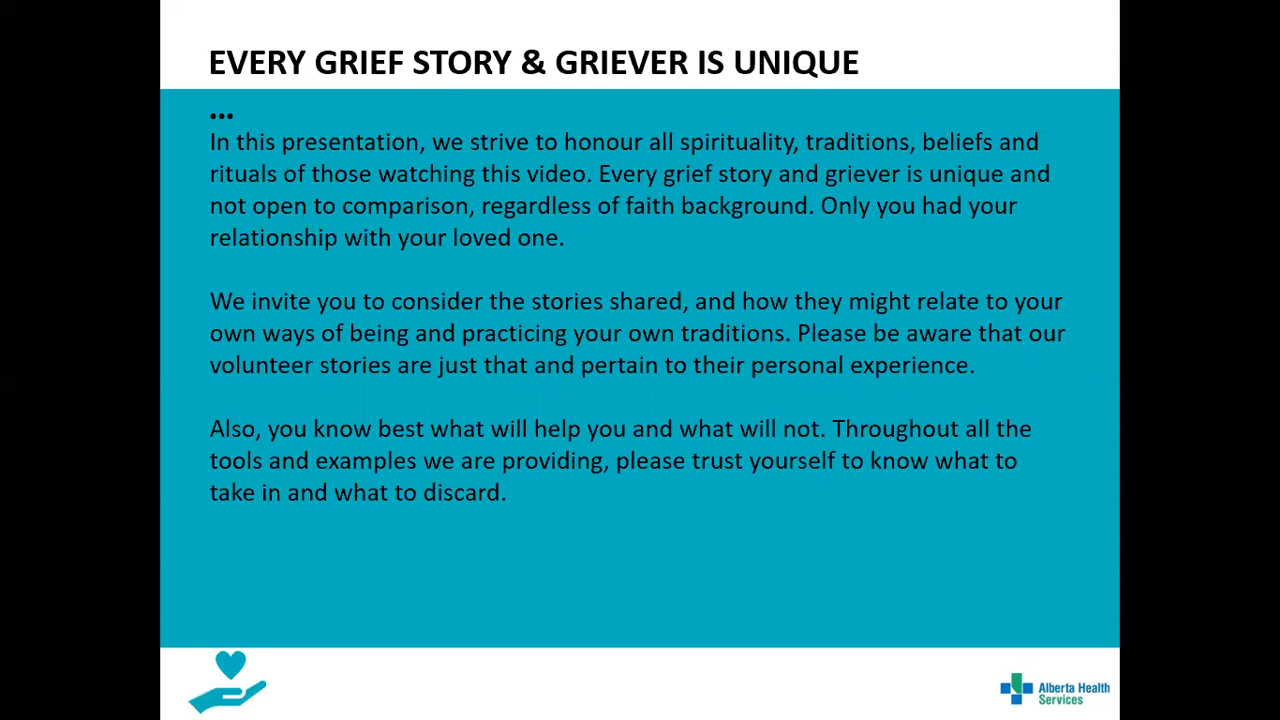 EVERY GRIEF STORY & GRIEVER IS UNIQUE
...
In this presentation, we strive to honour all spirituality, traditions, beliefs and
rituals of those watching this video. Every grief story and griever is unique and
not open to comparison, regardless of faith background. Only you had your
relationship with your loved one.
We invite you to consider the stories shared, and how they might relate to your
own ways of being and practicing your own traditions. Please be aware that our
volunteer stories are just that and pertain to their personal experience.
Also, you know best what will help you and what will not. Throughout all the
tools and examples we are providing, please trust yourself to know what to
take in and what to discard.
Alberta Health
Services